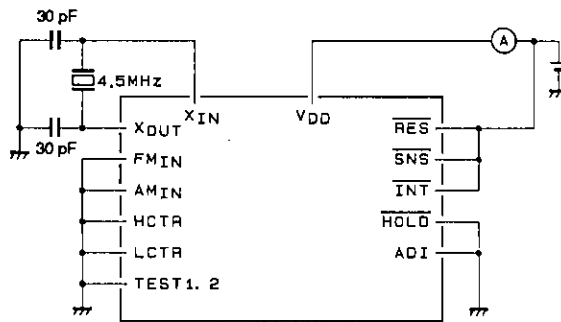 30 pF
4.5MHz
30 pF
A
XIN
VDD
XOUT
FMIN
AMIN
HCTR
LCTR
TEST1. 2
RES
SNS
INT
HOLD
ADI